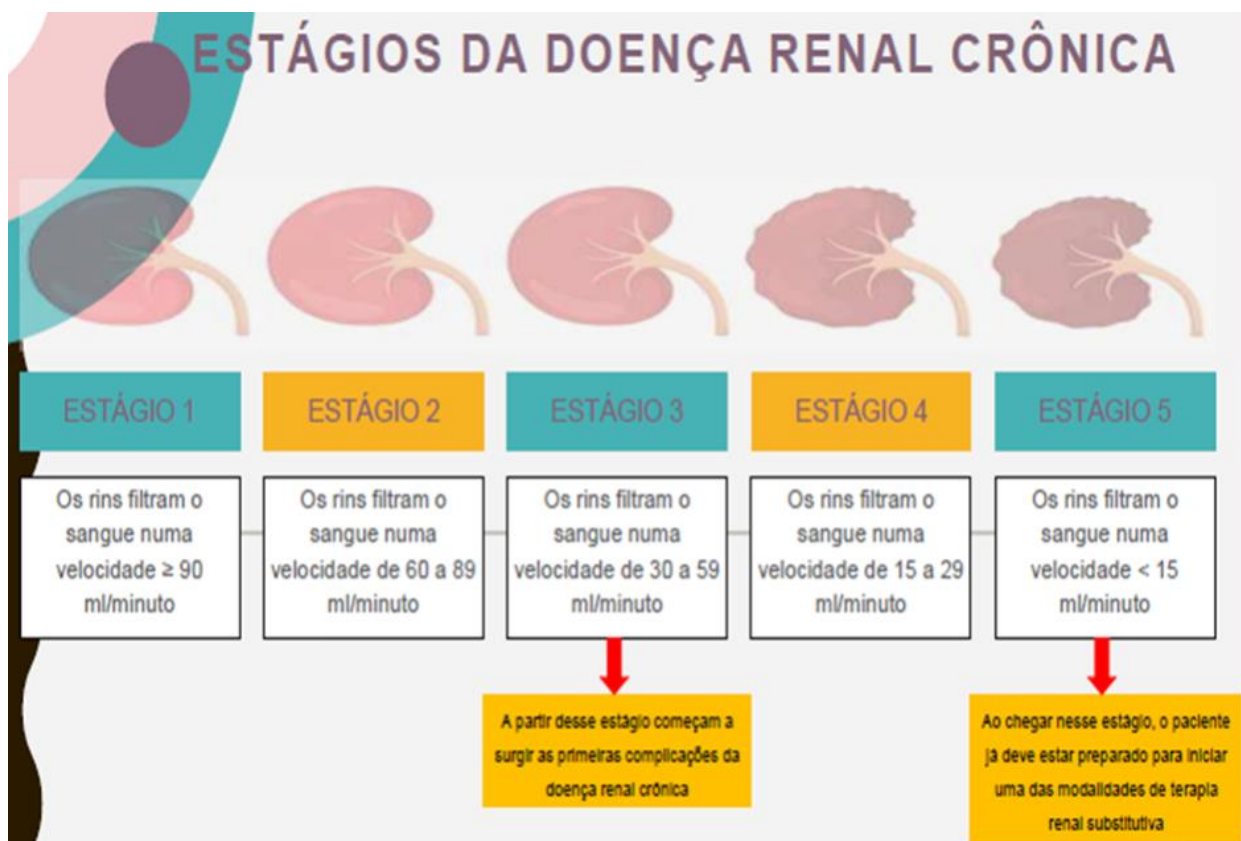 ESTÁGIOS DA DOENÇA RENAL CRÔNICA
ESTÁGIO 1
Os rins filtram o
sangue numa
velocidade ≥ 90
ml/minuto
ESTÁGIO 2
Os rins filtram o
sangue numa
velocidade de 60 a 89
ml/minuto
ESTÁGIO 3
Os rins filtram o
sangue numa
velocidade de 30 a 59
ml/minuto
A partir desse estágio começam a
surgir as primeiras complicações da
doença renal crônica
ESTÁGIO 4
Os rins filtram o
sangue numa
velocidade de 15 a 29
ml/minuto
ESTÁGIO 5
Os rins filtram o
sangue numa
velocidade < 15
ml/minuto
Ao chegar nesse estágio, o paciente
já deve estar preparado para iniciar
uma das modalidades de terapia
renal substitutiva